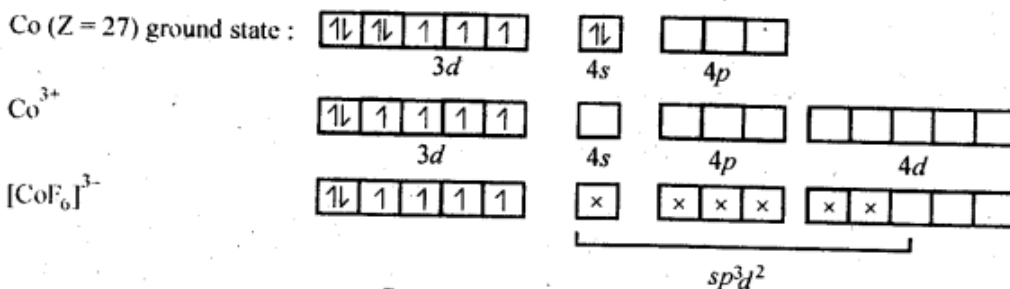 Co (Z = 27) ground state : ⥮ ⥮ ↿ ↿ ↿ ⥮
3d 4s 4p
Co³⁺ ⥮ ↿ ↿ ↿ ↿
3d 4s 4p 4d
[CoF₆]³⁻ ⥮ ↿ ↿ ↿ ↿ × × × × × ×
sp³d²